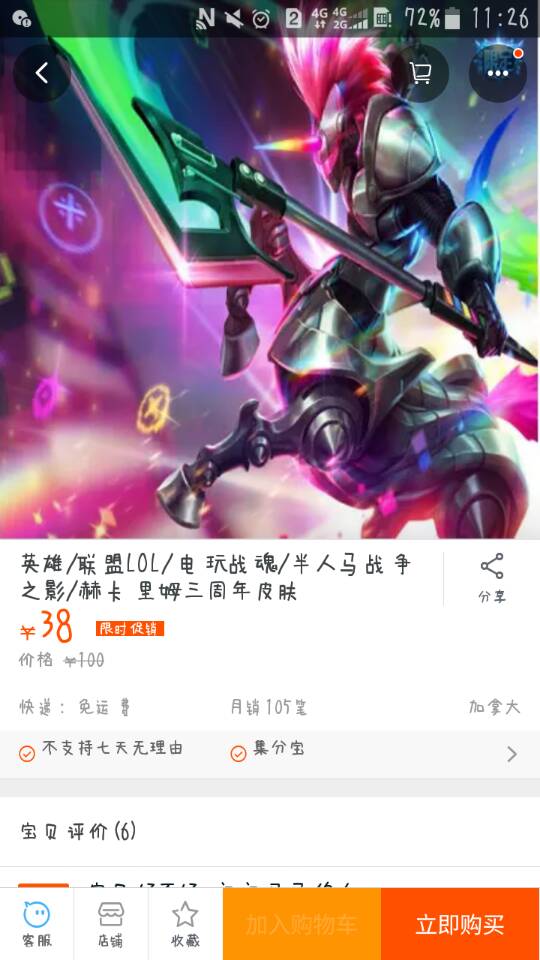 2
4G
4G
2G
72%
11:26
英雄/联盟LOL/电玩战魂/半人马战争
之影/赫卡里姆三周年皮肤
分享
¥38
限时促销
价格 ¥100
快递：免运费
月销105笔
加拿大
不支持七天无理由
集分宝
宝贝评价(6)
客服
店铺
收藏
加入购物车
立即购买